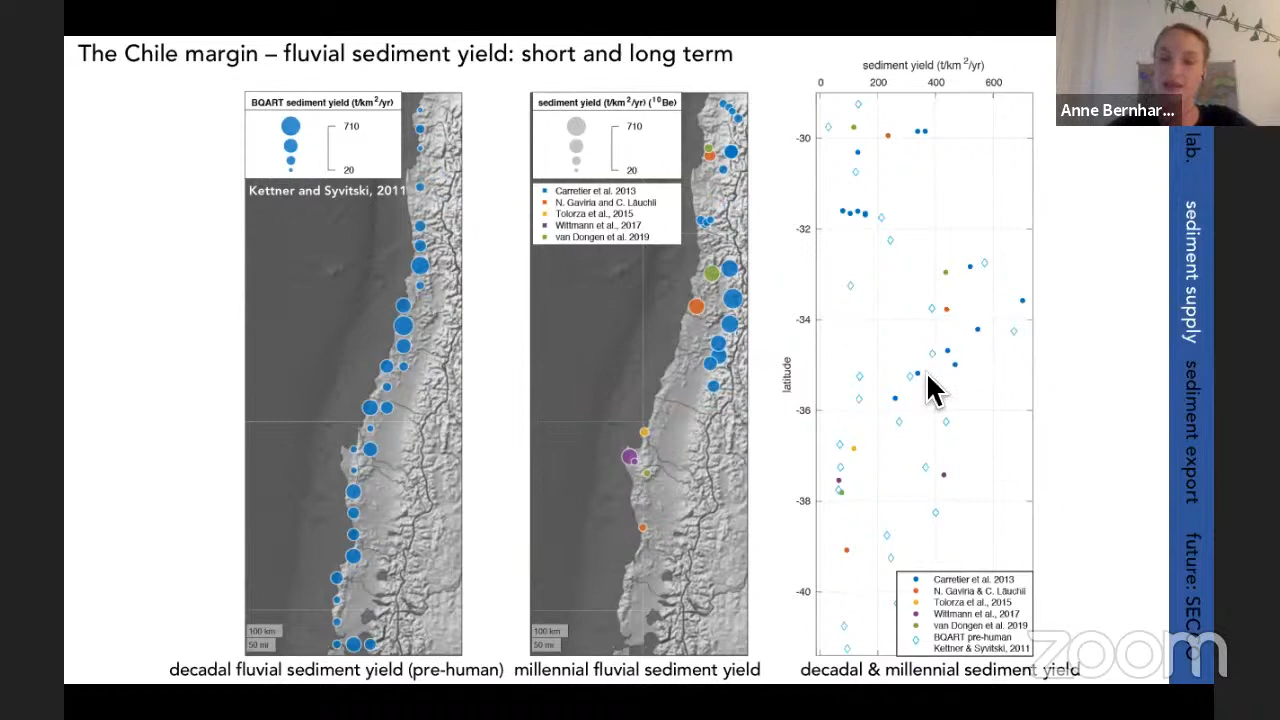 The Chile margin – fluvial sediment yield: short and long term
Anne Bernhar...
BQART sediment yield (t/km²/yr)
710
20
Kettner and Syvitski, 2011
100 km
50 mi
decadal fluvial sediment yield (pre-human)
sediment yield (t/km²/yr) (¹⁰Be)
710
20
Carretier et al. 2013
N. Gaviria and C. Läuchli
Tolorza et al., 2015
Wittmann et al., 2017
van Dongen et al. 2019
100 km
50 mi
millennial fluvial sediment yield
sediment yield (t/km²/yr)
0 200 400 600
latitude
-30
-32
-34
-36
-38
-40
Carretier et al. 2013
N. Gaviria & C. Läuchli
Tolorza et al., 2015
Wittmann et al., 2017
van Dongen et al. 2019
BQART pre-human
Kettner & Syvitski, 2011
decadal & millennial sediment yield
lab.
sediment supply
sediment export
future:
zoom